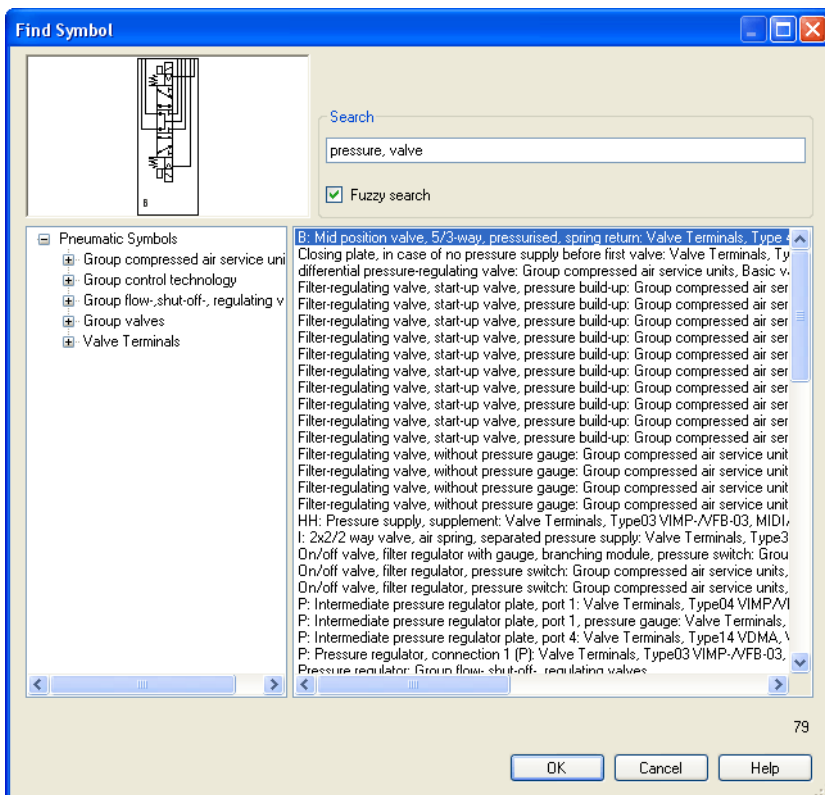 Find Symbol
B
Search
pressure, valve
Fuzzy search
Pneumatic Symbols
Group compressed air service uni
Group control technology
Group flow-,shut-off-, regulating v
Group valves
Valve Terminals
B: Mid position valve, 5/3-way, pressurised, spring return: Valve Terminals, Type 4
Closing plate, in case of no pressure supply before first valve: Valve Terminals, Ty
differential pressure-regulating valve: Group compressed air service units, Basic v
Filter-regulating valve, start-up valve, pressure build-up: Group compressed air ser
Filter-regulating valve, start-up valve, pressure build-up: Group compressed air ser
Filter-regulating valve, start-up valve, pressure build-up: Group compressed air ser
Filter-regulating valve, start-up valve, pressure build-up: Group compressed air ser
Filter-regulating valve, start-up valve, pressure build-up: Group compressed air ser
Filter-regulating valve, start-up valve, pressure build-up: Group compressed air ser
Filter-regulating valve, start-up valve, pressure build-up: Group compressed air ser
Filter-regulating valve, start-up valve, pressure build-up: Group compressed air ser
Filter-regulating valve, start-up valve, pressure build-up: Group compressed air ser
Filter-regulating valve, start-up valve, pressure build-up: Group compressed air ser
Filter-regulating valve, without pressure gauge: Group compressed air service unit
Filter-regulating valve, without pressure gauge: Group compressed air service unit
Filter-regulating valve, without pressure gauge: Group compressed air service unit
Filter-regulating valve, without pressure gauge: Group compressed air service unit
HH: Pressure supply, supplement: Valve Terminals, Type03 VIMP-/VFB-03, MIDI/
I: 2x2/2 way valve, air spring, separated pressure supply: Valve Terminals, Type3
On/off valve, filter regulator with gauge, branching module, pressure switch: Grou
On/off valve, filter regulator, pressure switch: Group compressed air service units,
On/off valve, filter regulator, pressure switch: Group compressed air service units,
P: Intermediate pressure regulator plate, port 1: Valve Terminals, Type04 VIMP/VI
P: Intermediate pressure regulator plate, port 1, pressure gauge: Valve Terminals,
P: Intermediate pressure regulator plate, port 4: Valve Terminals, Type14 VDMA, V
P: Pressure regulator, connection 1 (P): Valve Terminals, Type03 VIMP-/VFB-03,
Pressure regulator: Group flow-, shut-off-, regulating valves
79
OK
Cancel
Help